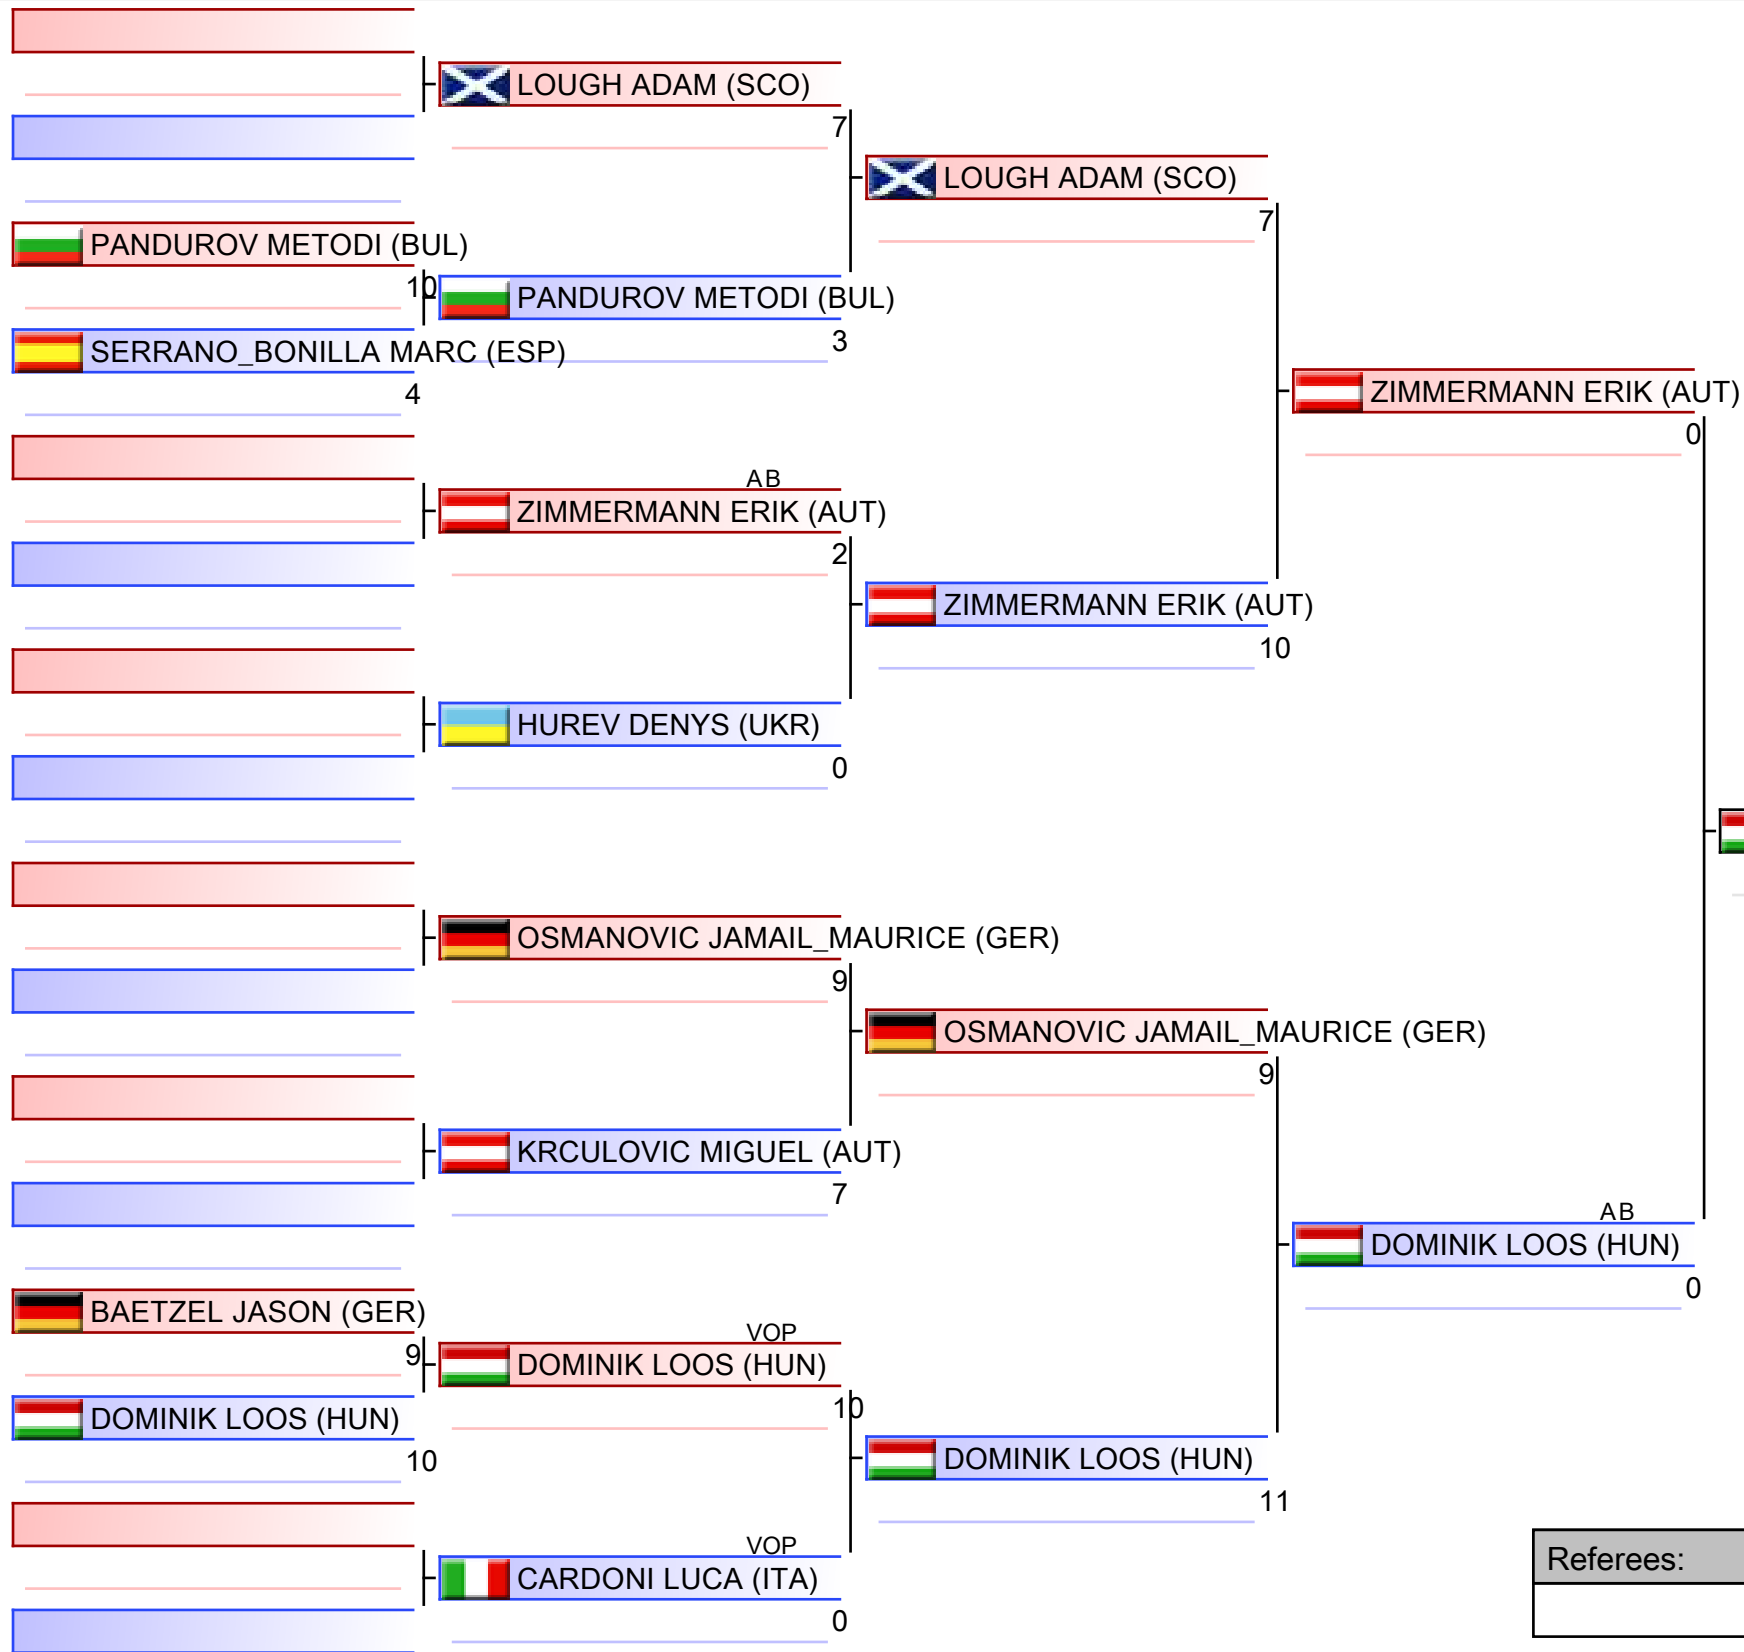 LOUGH ADAM (SCO)
7
LOUGH ADAM (SCO)
7
PANDUROV METODI (BUL)
10
PANDUROV METODI (BUL)
3
SERRANO_BONILLA MARC (ESP)
4
ZIMMERMANN ERIK (AUT)
0
AB
ZIMMERMANN ERIK (AUT)
2
ZIMMERMANN ERIK (AUT)
10
HUREV DENYS (UKR)
0
OSMANOVIC JAMAIL_MAURICE (GER)
9
OSMANOVIC JAMAIL_MAURICE (GER)
9
KRCULOVIC MIGUEL (AUT)
7
AB
DOMINIK LOOS (HUN)
0
BAETZEL JASON (GER)
9
VOP
DOMINIK LOOS (HUN)
10
DOMINIK LOOS (HUN)
10
DOMINIK LOOS (HUN)
11
VOP
CARDONI LUCA (ITA)
0
Referees: